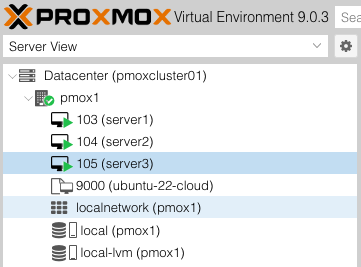 PROXMOX Virtual Environment 9.0.3 Sea
Server View
Datacenter (pmoxcluster01)
pmox1
103 (server1)
104 (server2)
105 (server3)
9000 (ubuntu-22-cloud)
localnetwork (pmox1)
local (pmox1)
local-lvm (pmox1)